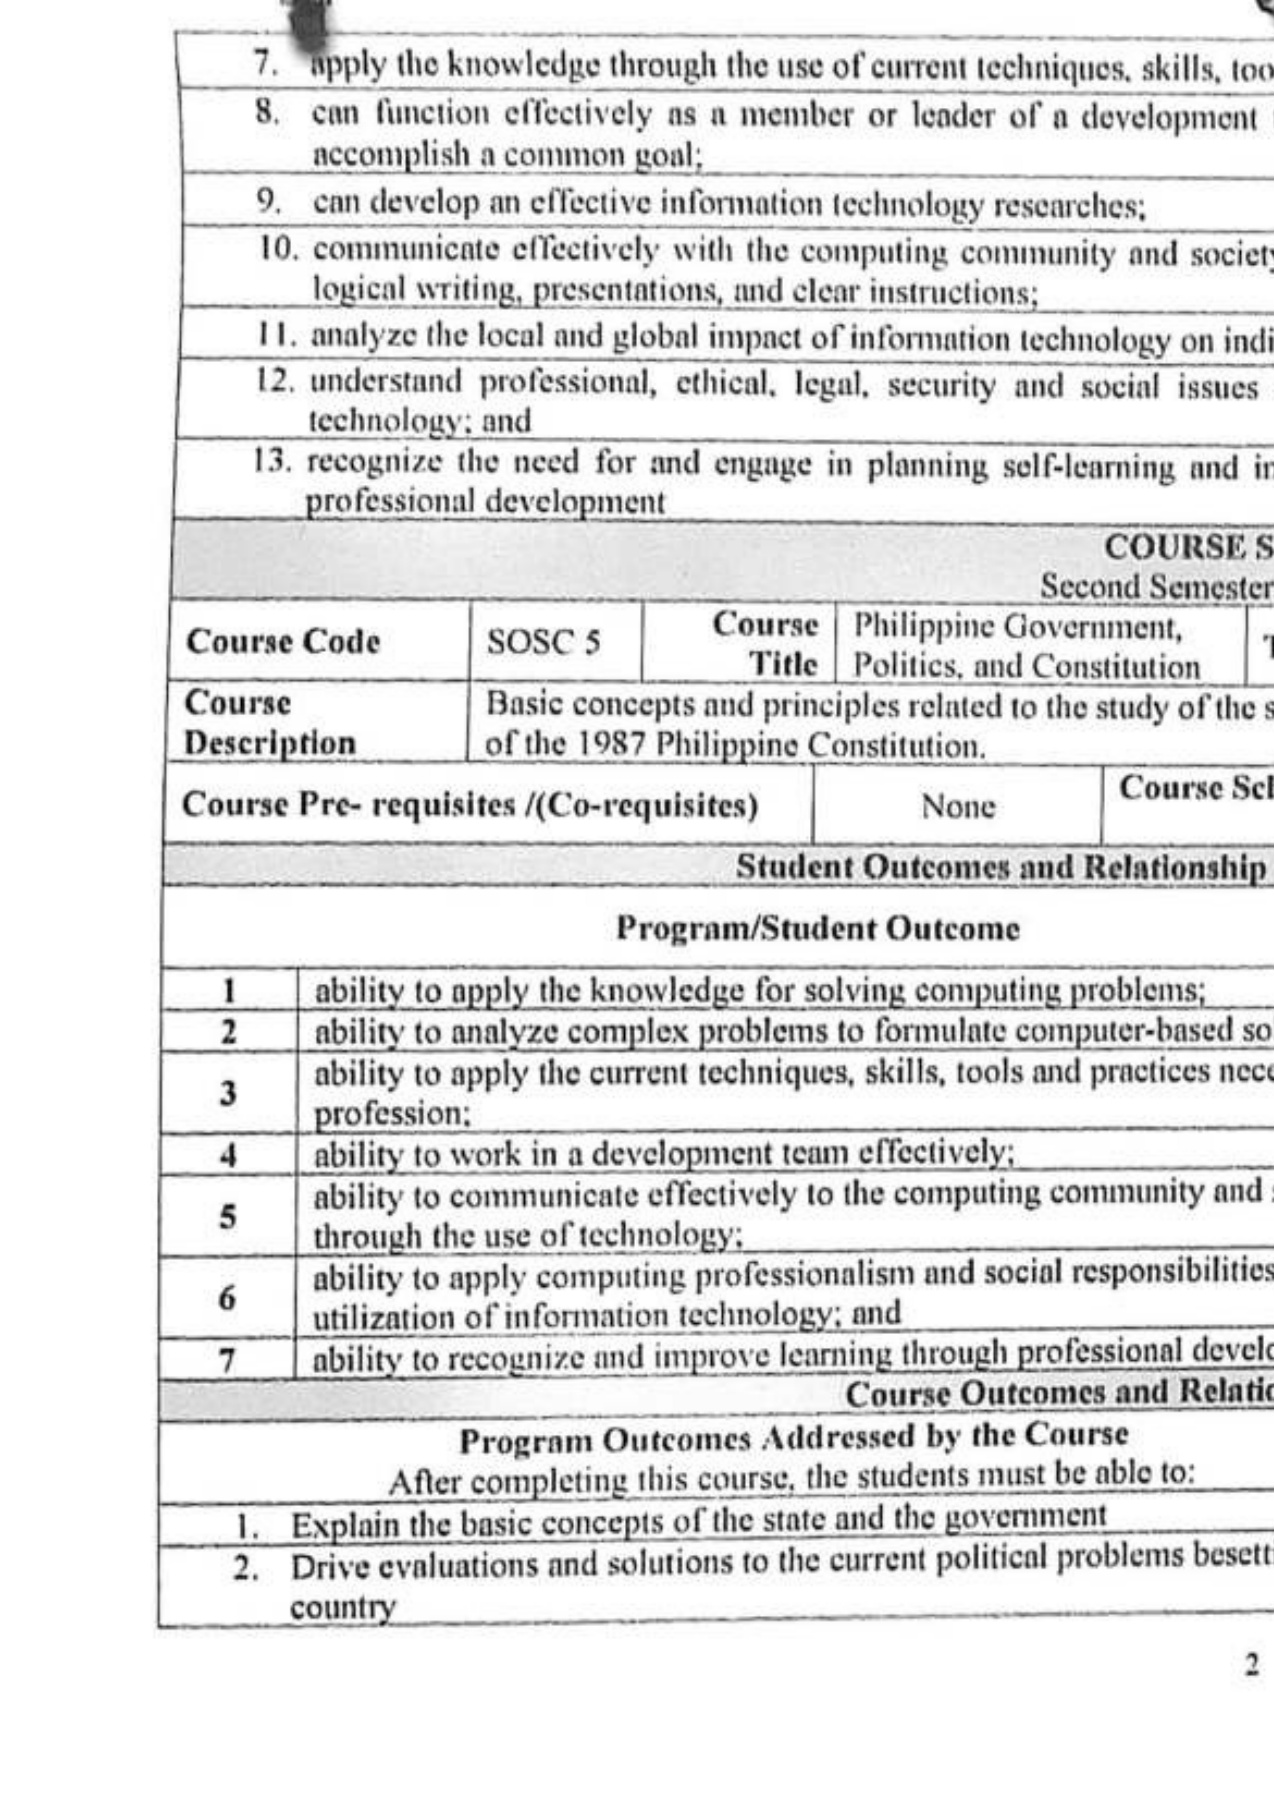 7. apply the knowledge through the use of current techniques, skills, too
8. can function effectively as a member or leader of a development
accomplish a common goal;
9. can develop an effective information technology researches;
10. communicate effectively with the computing community and society
logical writing, presentations, and clear instructions;
11. analyze the local and global impact of information technology on indi
12. understand professional, ethical, legal, security and social issues
technology; and
13. recognize the need for and engage in planning self-learning and i
professional development
COURSE S
Second Semester
Course Code SOSC 5 Course Title Philippine Government, Politics, and Constitution T
Course Description Basic concepts and principles related to the study of the s
of the 1987 Philippine Constitution.
Course Pre- requisites /(Co-requisites) None Course Sc
Student Outcomes and Relationship
Program/Student Outcome
1 ability to apply the knowledge for solving computing problems;
2 ability to analyze complex problems to formulate computer-based so
3 ability to apply the current techniques, skills, tools and practices nece
profession;
4 ability to work in a development team effectively;
5 ability to communicate effectively to the computing community and
through the use of technology;
6 ability to apply computing professionalism and social responsibilities
utilization of information technology; and
7 ability to recognize and improve learning through professional develo
Course Outcomes and Relatio
Program Outcomes Addressed by the Course
After completing this course, the students must be able to:
1. Explain the basic concepts of the state and the government
2. Drive evaluations and solutions to the current political problems besett
country
2